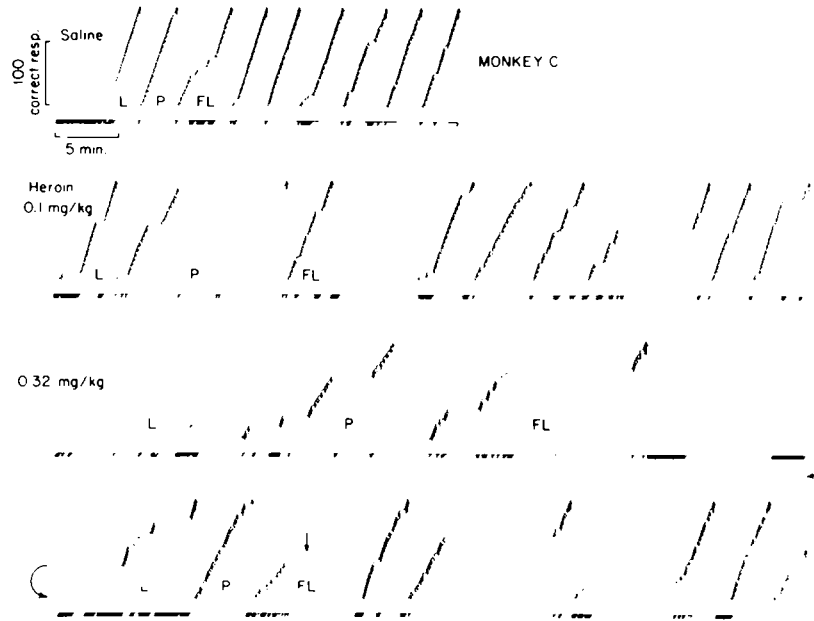 Saline
100
correct resp.
MONKEY C
L P FL
5 min.
Heroin
0.1 mg/kg
L P FL
0.32 mg/kg
L P FL
L P FL